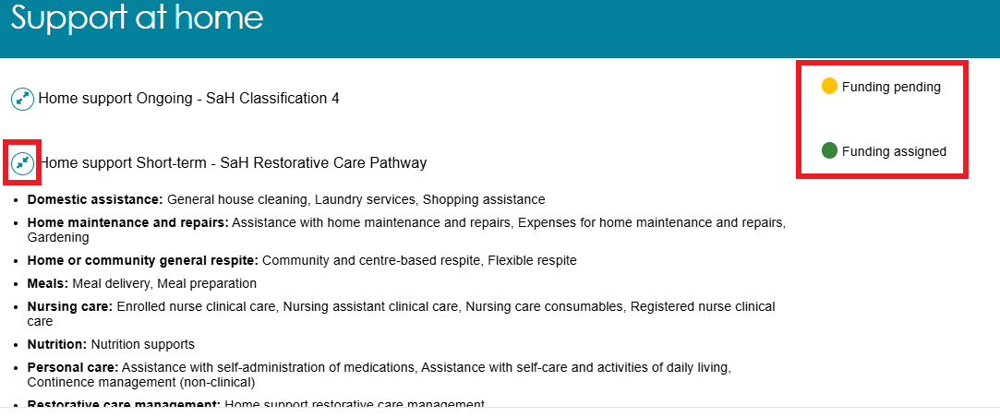 Support at home
Home support Ongoing - SaH Classification 4
Funding pending
Home support Short-term - SaH Restorative Care Pathway
Funding assigned
Domestic assistance: General house cleaning, Laundry services, Shopping assistance
Home maintenance and repairs: Assistance with home maintenance and repairs, Expenses for home maintenance and repairs,
Gardening
Home or community general respite: Community and centre-based respite, Flexible respite
Meals: Meal delivery, Meal preparation
Nursing care: Enrolled nurse clinical care, Nursing assistant clinical care, Nursing care consumables, Registered nurse clinical
care
Nutrition: Nutrition supports
Personal care: Assistance with self-administration of medications, Assistance with self-care and activities of daily living,
Continence management (non-clinical)
Restorative care management: Home support restorative care management